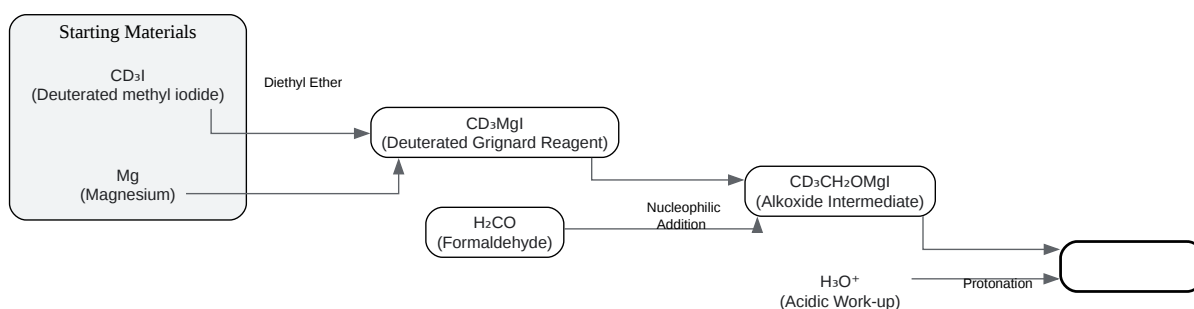 Starting Materials
CD₃I
(Deuterated methyl iodide)
Diethyl Ether
Mg
(Magnesium)
CD₃MgI
(Deuterated Grignard Reagent)
H₂CO
(Formaldehyde)
Nucleophilic
Addition
CD₃CH₂OMgI
(Alkoxide Intermediate)
H₃O⁺
(Acidic Work-up)
Protonation